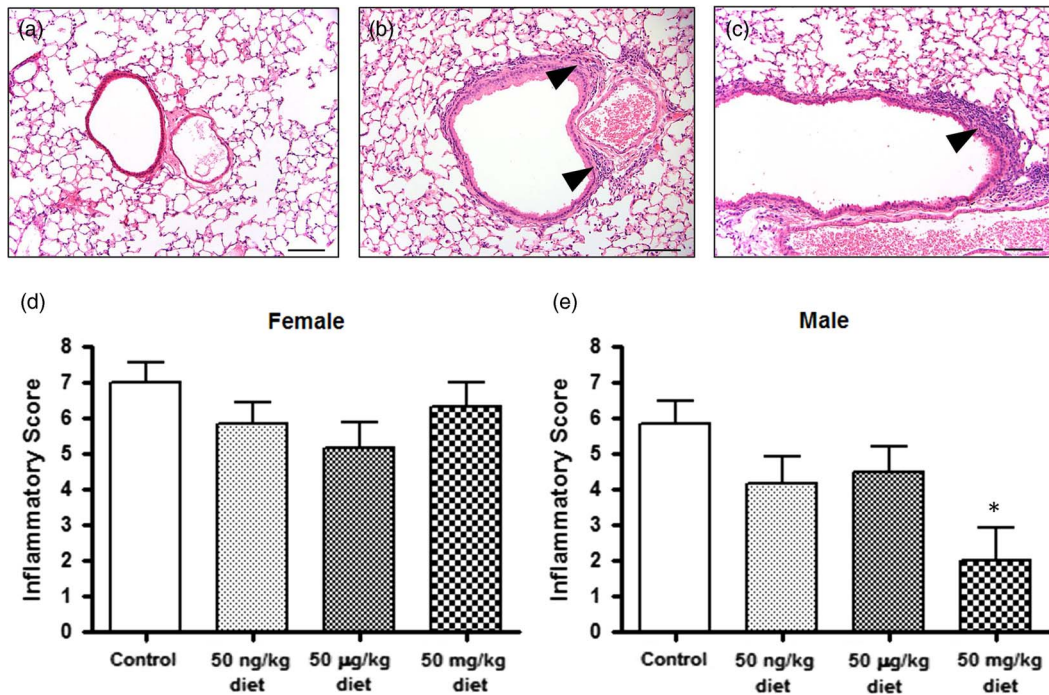 (a)
(b)
(c)
(d)
Female
Inflammatory Score
8
7
6
5
4
3
2
1
0
Control
50 ng/kg diet
50 µg/kg diet
50 mg/kg diet
(e)
Male
Inflammatory Score
8
7
6
5
4
3
2
1
0
*
Control
50 ng/kg diet
50 µg/kg diet
50 mg/kg diet